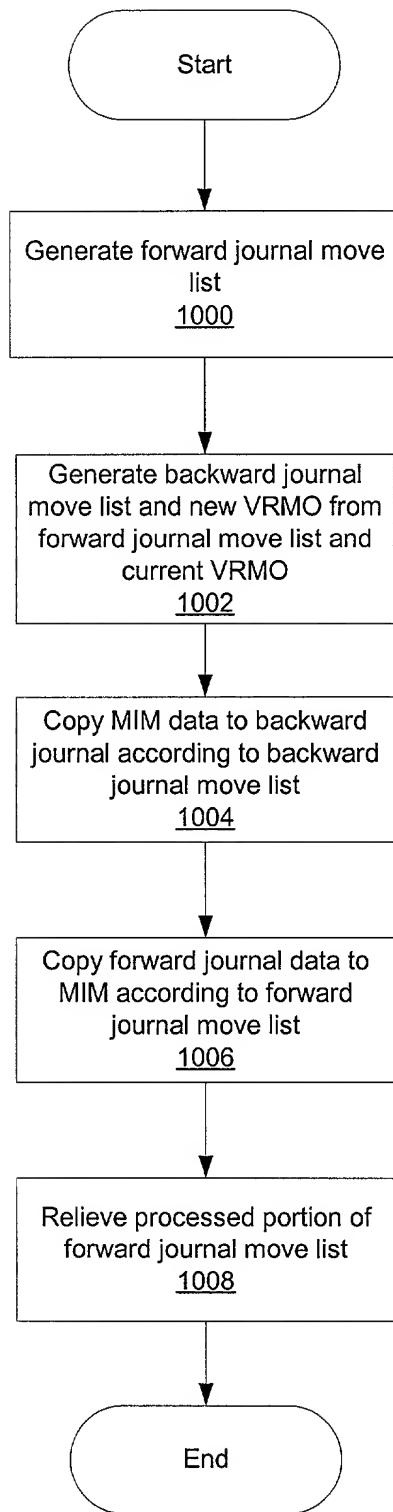 Start
Generate forward journal move
list
1000
Generate backward journal
move list and new VRMO from
forward journal move list and
current VRMO
1002
Copy MIM data to backward
journal according to backward
journal move list
1004
Copy forward journal data to
MIM according to forward
journal move list
1006
Relieve processed portion of
forward journal move list
1008
End